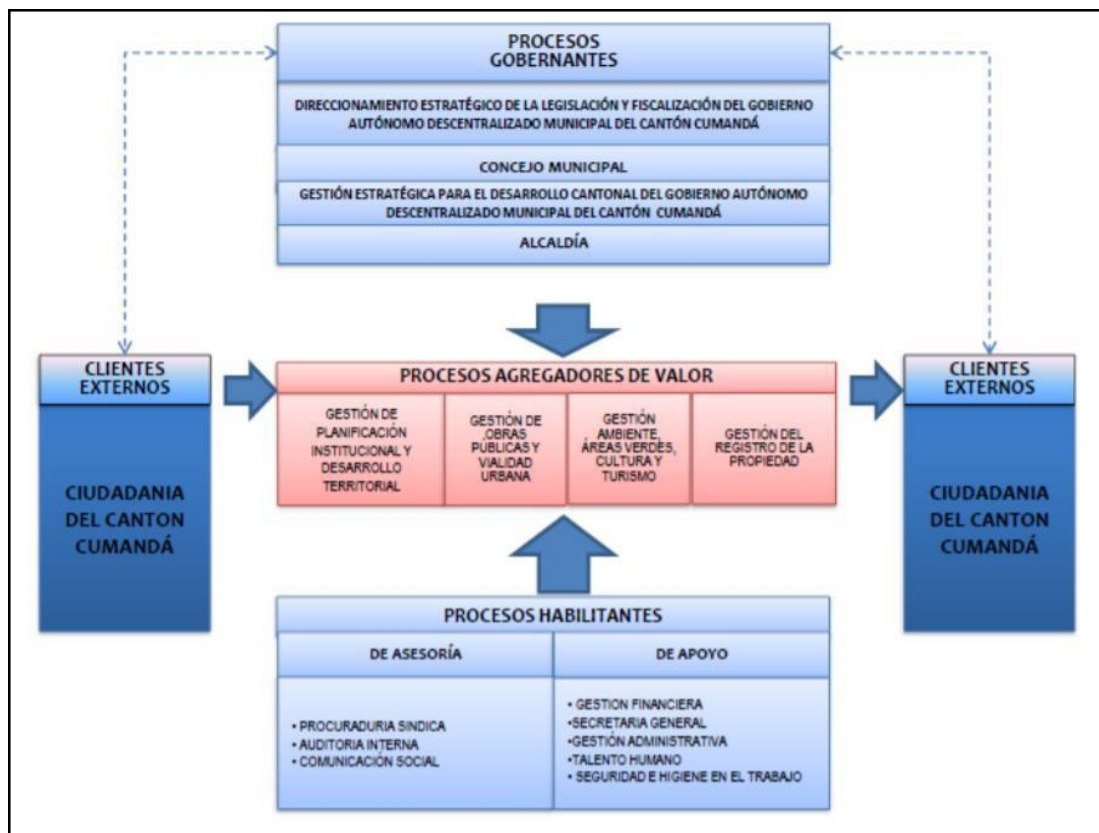 PROCESOS
GOBERNANTES
DIRECCIONAMIENTO ESTRATÉGICO DE LA LEGISLACIÓN Y FISCALIZACIÓN DEL GOBIERNO
AUTÓNOMO DESCENTRALIZADO MUNICIPAL DEL CANTÓN CUMANDÁ
CONCEJO MUNICIPAL
GESTIÓN ESTRATÉGICA PARA EL DESARROLLO CANTONAL DEL GOBIERNO AUTÓNOMO
DESCENTRALIZADO MUNICIPAL DEL CANTÓN CUMANDÁ
ALCALDÍA
CLIENTES
EXTERNOS
CIUDADANIA
DEL CANTON
CUMANDÁ
PROCESOS AGREGADORES DE VALOR
GESTIÓN DE
PLANIFICACIÓN
INSTITUCIONAL Y
DESARROLLO
TERRITORIAL
GESTIÓN DE
,OBRAS
PÚBLICAS Y
VIALIDAD
URBANA
GESTIÓN
AMBIENTE,
ÁREAS VERDES,
CULTURA Y
TURISMO
GESTIÓN DEL
REGISTRO DE LA
PROPIEDAD
CLIENTES
EXTERNOS
CIUDADANIA
DEL CANTON
CUMANDÁ
PROCESOS HABILITANTES
DE ASESORÍA
• PROCURADURIA SINDICA
• AUDITORIA INTERNA
• COMUNICACIÓN SOCIAL
DE APOYO
• GESTION FINANCIERA
•SECRETARIA GENERAL
•GESTIÓN ADMINISTRATIVA
•TALENTO HUMANO
• SEGURIDAD E HIGIENE EN EL TRABAJO